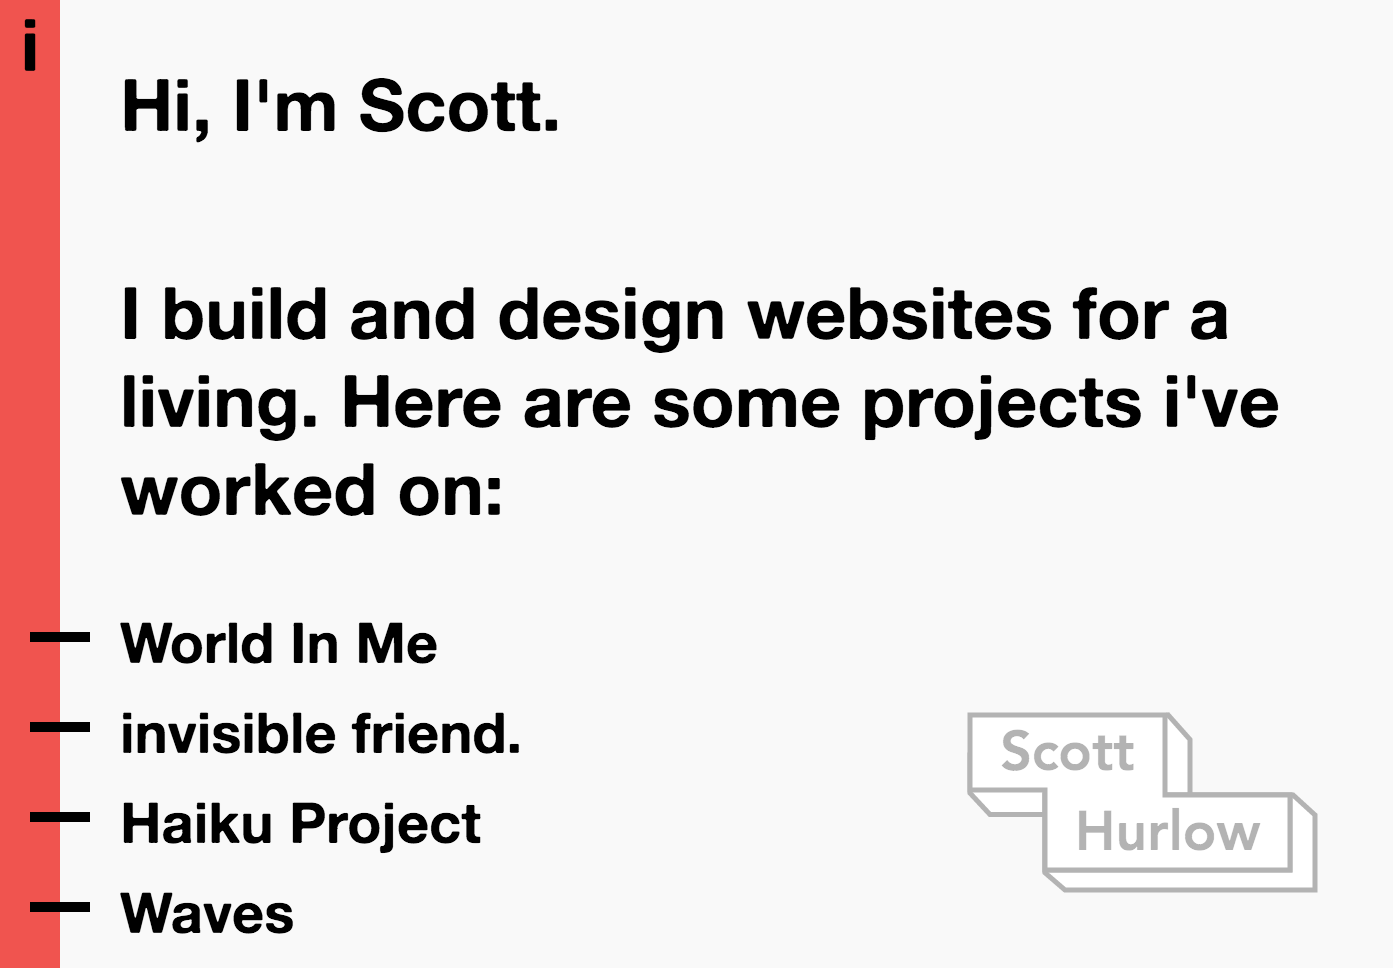 i
Hi, I'm Scott.
I build and design websites for a
living. Here are some projects i've
worked on:
World In Me
invisible friend.
Haiku Project
Waves
Scott
Hurlow